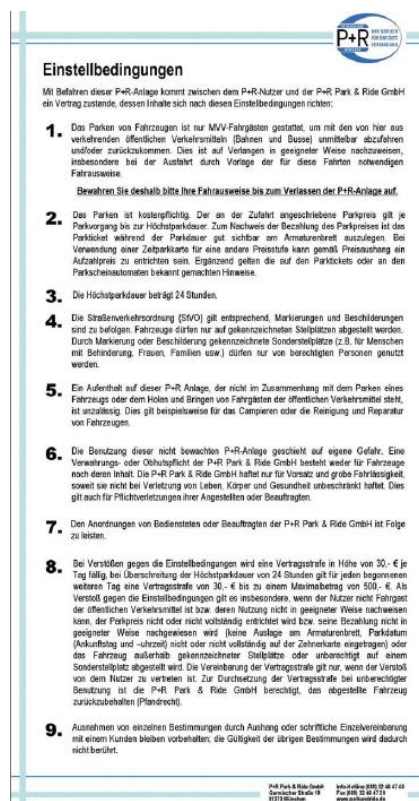 P+R
Einstellbedingungen
Mit Befahren dieser P+R-Anlage kommt zwischen dem P+R-Nutzer und der P+R Park & Ride GmbH
ein Vertrag zustande, dessen Inhalte sich nach diesen Einstellbedingungen richten:
1. Das Parken von Fahrzeugen ist nur MVV-Fahrgästen gestattet, um mit den von hier aus
verkehrenden öffentlichen Verkehrsmitteln (Bahnen und Busse) unmittelbar abzufahren
und/oder zurückzukommen. Dies ist auf Verlangen in geeigneter Weise nachzuweisen,
insbesondere bei der Ausfahrt durch Vorlage der für diese Fahrten notwendigen
Fahrausweise.
Bewahren Sie deshalb bitte Ihre Fahrausweise bis zum Verlassen der P+R-Anlage auf.
2. Das Parken ist kostenpflichtig. Der an der Zufahrt angeschriebene Parkpreis gilt je
Parkvorgang bis zur Höchstparkdauer. Zum Nachweis der Bezahlung des Parkpreises ist das
Parkticket während der Parkdauer gut sichtbar am Armaturenbrett auszulegen. Bei
Verwendung einer Zeitparkkarte für eine andere Preisstufe kann gemäß Preisaushang ein
Aufzahlpreis zu entrichten sein. Ergänzend gelten die auf den Parktickets oder an den
Parkscheinautomaten bekannt gemachten Hinweise.
3. Die Höchstparkdauer beträgt 24 Stunden.
4. Die Straßenverkehrsordnung (StVO) gilt entsprechend, Markierungen und Beschilderungen
sind zu befolgen. Fahrzeuge dürfen nur auf gekennzeichneten Stellplätzen abgestellt werden.
Durch Markierung oder Beschilderung gekennzeichnete Sonderstellplätze (z.B. für Menschen
mit Behinderung, Frauen, Familien usw.) dürfen nur von berechtigten Personen genutzt
werden.
5. Ein Aufenthalt auf dieser P+R Anlage, der nicht im Zusammenhang mit dem Parken eines
Fahrzeugs oder dem Holen und Bringen von Fahrgästen der öffentlichen Verkehrsmittel steht,
ist unzulässig. Dies gilt beispielsweise für das Campieren oder die Reinigung und Reparatur
von Fahrzeugen.
6. Die Benutzung dieser nicht bewachten P+R-Anlage geschieht auf eigene Gefahr. Eine
Verwahrungs- oder Obhutspflicht der P+R Park & Ride GmbH besteht weder für Fahrzeuge
noch deren Inhalt. Die P+R Park & Ride GmbH haftet nur für Vorsatz und grobe Fahrlässigkeit,
soweit sie nicht bei Verletzung von Leben, Körper und Gesundheit unbeschränkt haftet. Dies
gilt auch für Pflichtverletzungen ihrer Angestellten oder Beauftragten.
7. Den Anordnungen von Bediensteten oder Beauftragten der P+R Park & Ride GmbH ist Folge
zu leisten.
8. Bei Verstößen gegen die Einstellbedingungen wird eine Vertragsstrafe in Höhe von 30,- € je
Tag fällig, bei Überschreitung der Höchstparkdauer von 24 Stunden gilt für jeden begonnenen
weiteren Tag eine Vertragsstrafe von 30,- € bis zu einem Maximalbetrag von 500,- €. Als
Verstoß gegen die Einstellbedingungen gilt es insbesondere, wenn der Nutzer nicht Fahrgast
der öffentlichen Verkehrsmittel ist bzw. deren Nutzung nicht in geeigneter Weise nachweisen
kann, der Parkpreis nicht oder nicht vollständig entrichtet wird bzw. seine Bezahlung nicht in
geeigneter Weise nachgewiesen wird (keine Auslage am Armaturenbrett, Parkdatum
(Ankunftstag und –uhrzeit) nicht oder nicht vollständig auf der Zehnerkarte eingetragen) oder
das Fahrzeug außerhalb gekennzeichneter Stellplätze oder unberechtigt auf einem
Sonderstellplatz abgestellt wird. Die Vereinbarung der Vertragsstrafe gilt nur, wenn der Verstoß
von dem Nutzer zu vertreten ist. Zur Durchsetzung der Vertragsstrafe bei unberechtigter
Benutzung ist die P+R Park & Ride GmbH berechtigt, das abgestellte Fahrzeug
zurückzubehalten (Pfandrecht).
9. Ausnahmen von einzelnen Bestimmungen durch Aushang oder schriftliche Einzelvereinbarung
mit einem Kunden bleiben vorbehalten; die Gültigkeit der übrigen Bestimmungen wird dadurch
nicht berührt.
P+R Park & Ride GmbH
Garmischer Straße 19
81373 München
Info-Hotline (089) 32 46 47 48
Fax (089) 32 46 47 20
www.parkundride.de